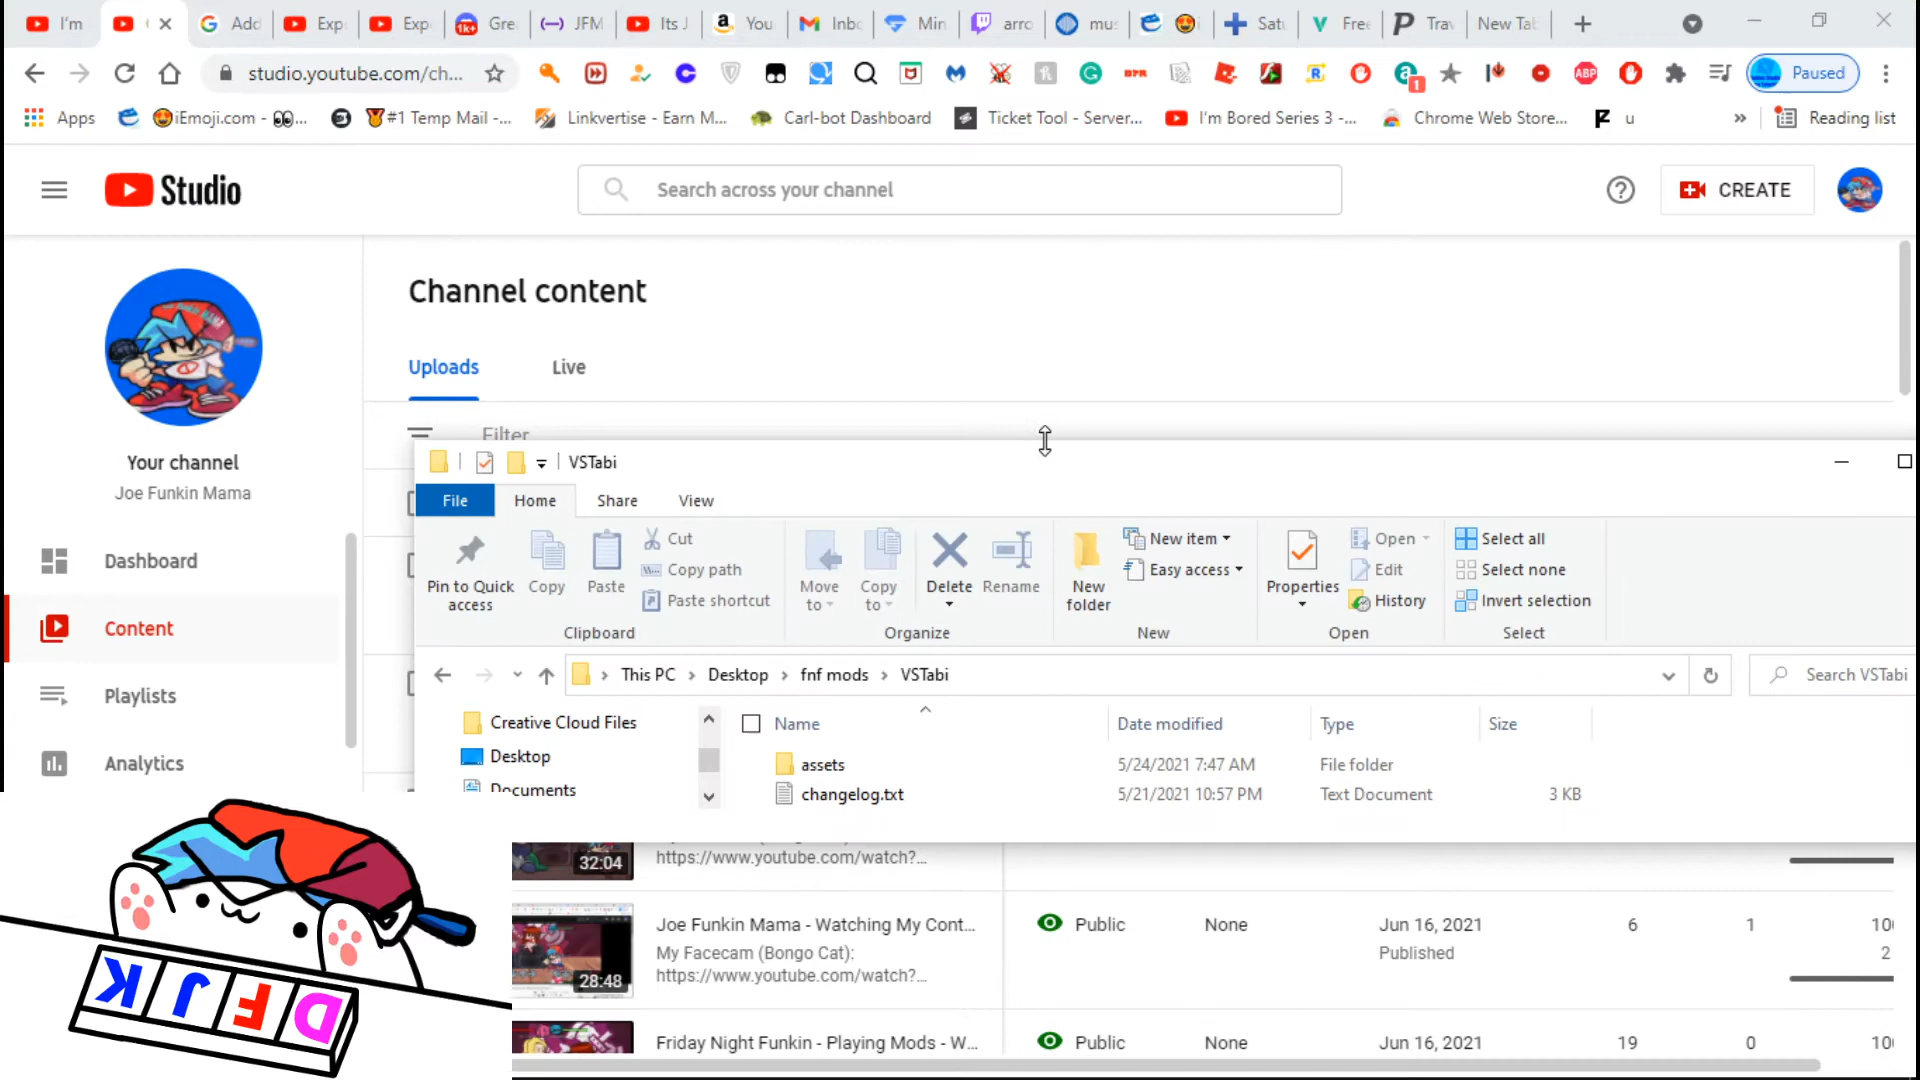 I'm
Add
Exp
Exp
Gre
JFM
Its J
You
Inb
Min
arro
mu
Satu
Free
Trav
New Tab
studio.youtube.com/ch...
Paused
Apps
iEmoji.com - 👀...
#1 Temp Mail -...
Linkvertise - Earn M...
Carl-bot Dashboard
Ticket Tool - Server...
I'm Bored Series 3 -...
Chrome Web Store...
u
»
Reading list
Studio
Search across your channel
CREATE
Channel content
Uploads
Live
Filter
Your channel
Joe Funkin Mama
Dashboard
Content
Playlists
Analytics
VSTabi
File
Home
Share
View
Pin to Quick access
Copy
Paste
Cut
Copy path
Paste shortcut
Clipboard
Move to
Copy to
Delete
Rename
Organize
New folder
New item
Easy access
New
Properties
Open
Edit
History
Open
Select all
Select none
Invert selection
Select
This PC › Desktop › fnf mods › VSTabi
Search VSTabi
Creative Cloud Files
Desktop
Documents
Name
Date modified
Type
Size
assets
5/24/2021 7:47 AM
File folder
changelog.txt
5/21/2021 10:57 PM
Text Document
3 KB
32:04
https://www.youtube.com/watch?...
28:48
Joe Funkin Mama - Watching My Cont...
My Facecam (Bongo Cat):
https://www.youtube.com/watch?...
Public
None
Jun 16, 2021
Published
6
1
10
2
Friday Night Funkin - Playing Mods - W...
Public
None
Jun 16, 2021
19
0
10
D F J K